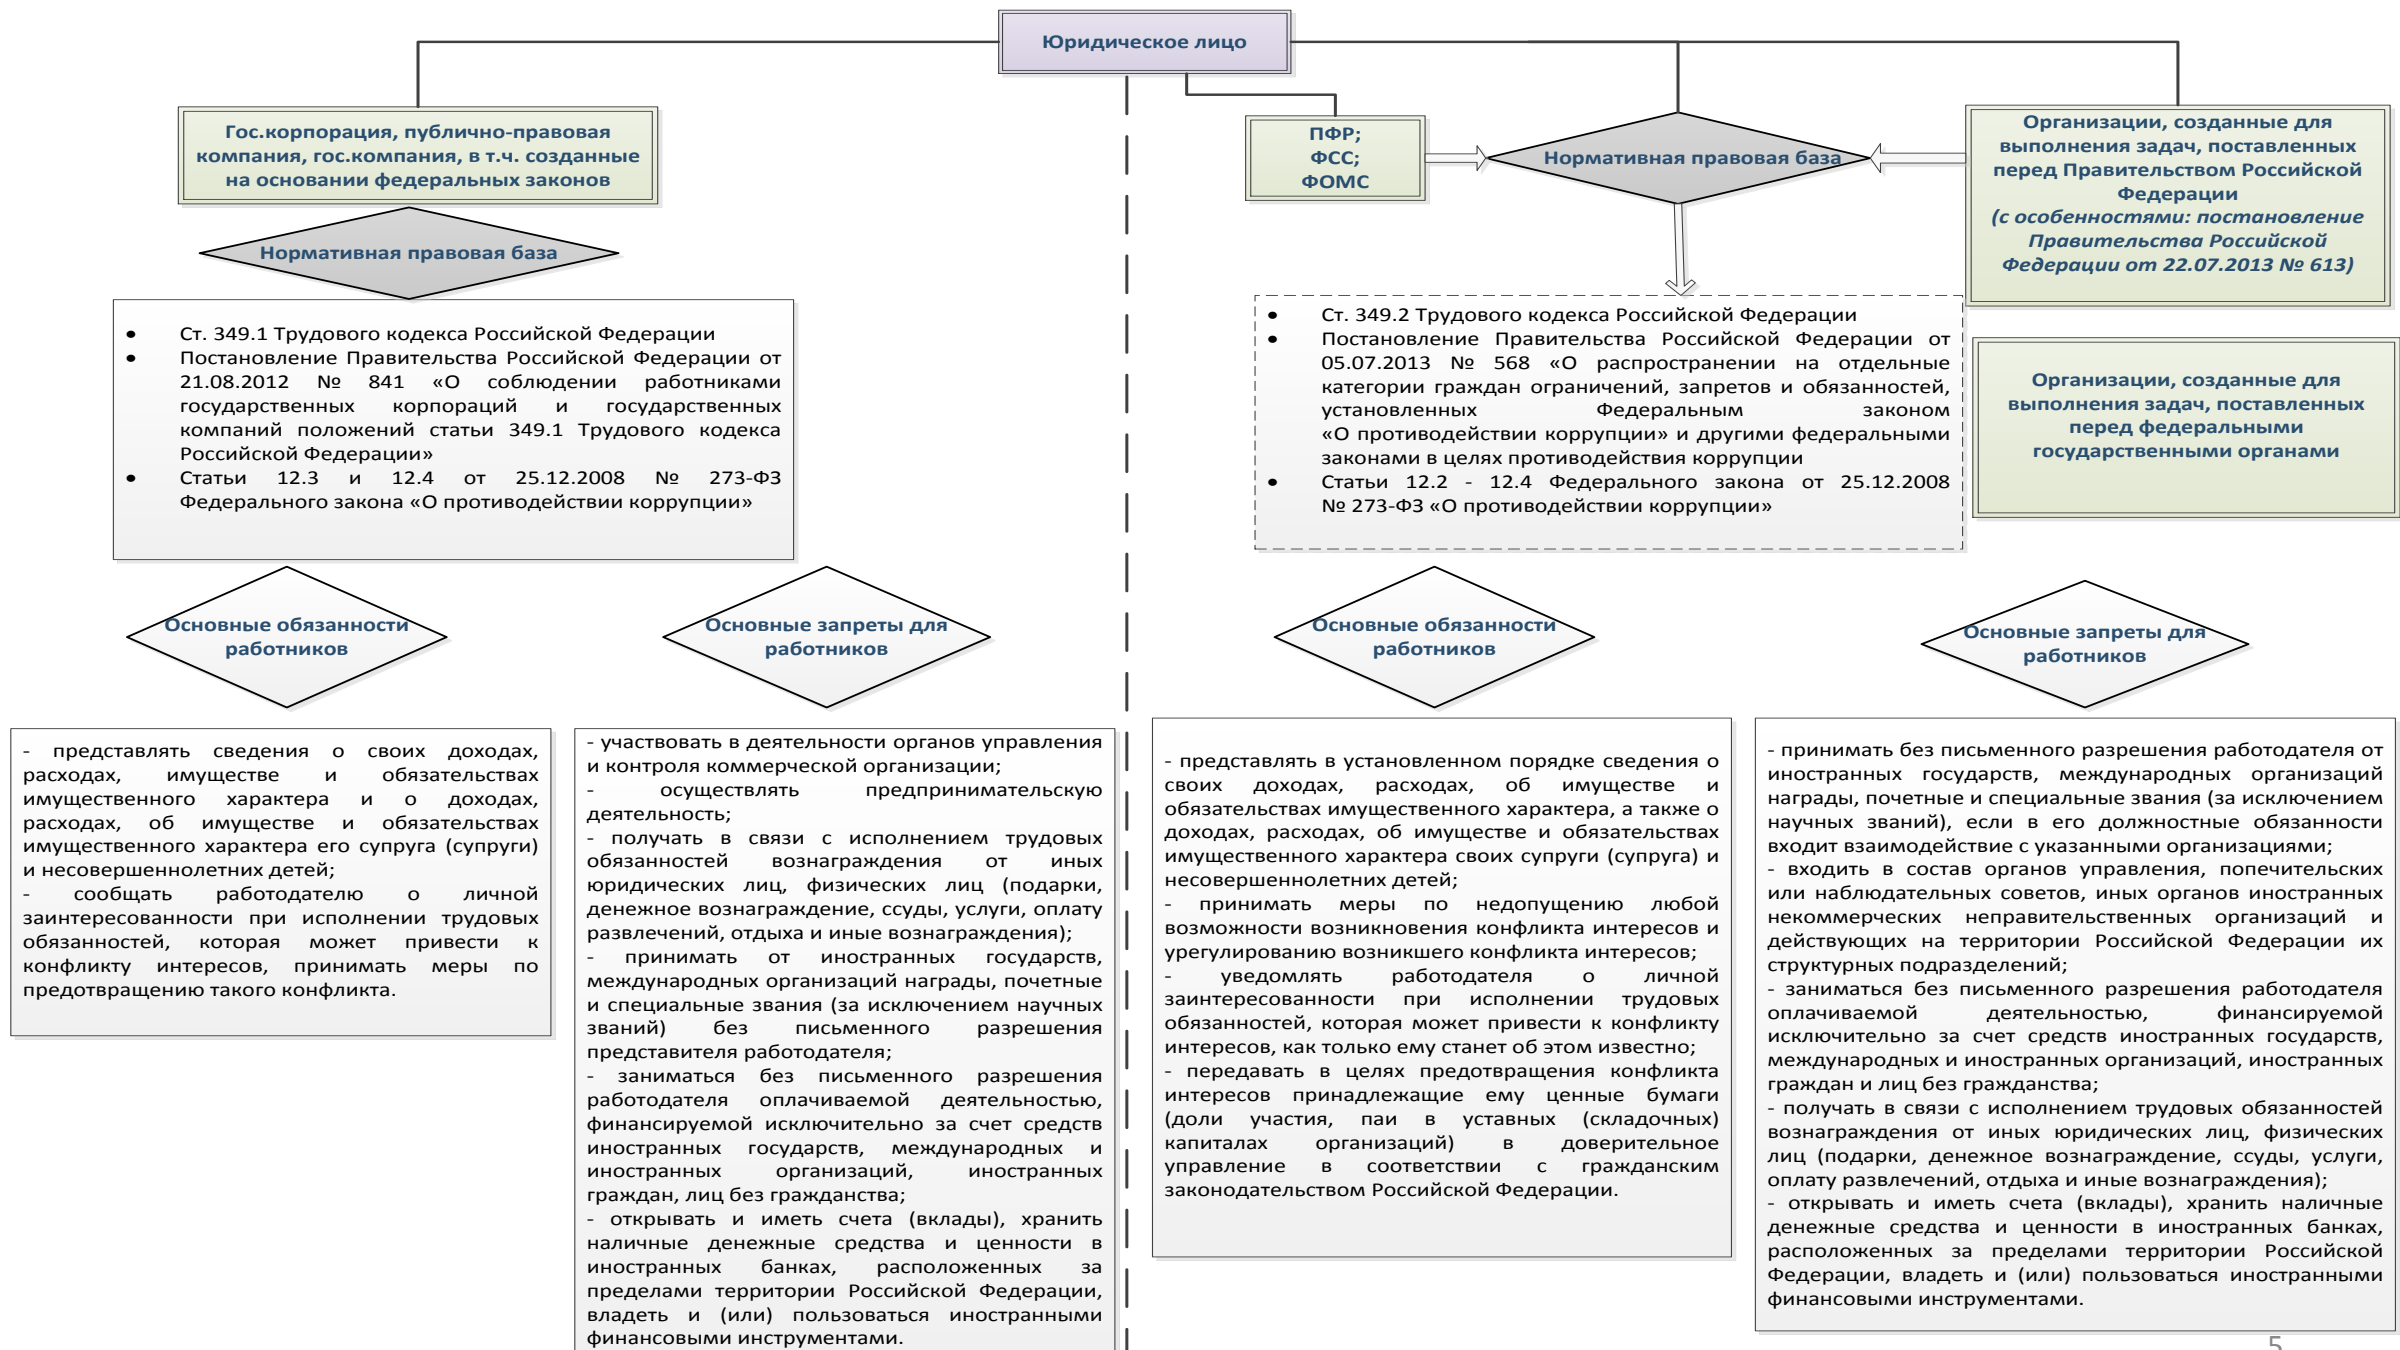 Юридическое лицо
Гос.корпорация, публично-правовая
компания, гос.компания, в т.ч. созданные
на основании федеральных законов
Нормативная правовая база
• Ст. 349.1 Трудового кодекса Российской Федерации
• Постановление Правительства Российской Федерации от
21.08.2012 № 841 «О соблюдении работниками
государственных корпораций и государственных
компаний положений статьи 349.1 Трудового кодекса
Российской Федерации»
• Статьи 12.3 и 12.4 от 25.12.2008 № 273-ФЗ
Федерального закона «О противодействии коррупции»
Основные обязанности
работников
- представлять сведения о своих доходах,
расходах, имуществе и обязательствах
имущественного характера и о доходах,
расходах, об имуществе и обязательствах
имущественного характера его супруга (супруги)
и несовершеннолетних детей;
- сообщать работодателю о личной
заинтересованности при исполнении трудовых
обязанностей, которая может привести к
конфликту интересов, принимать меры по
предотвращению такого конфликта.
Основные запреты для
работников
- участвовать в деятельности органов управления
и контроля коммерческой организации;
- осуществлять предпринимательскую
деятельность;
- получать в связи с исполнением трудовых
обязанностей вознаграждения от иных
юридических лиц, физических лиц (подарки,
денежное вознаграждение, ссуды, услуги, оплату
развлечений, отдыха и иные вознаграждения);
- принимать от иностранных государств,
международных организаций награды, почетные
и специальные звания (за исключением научных
званий) без письменного разрешения
представителя работодателя;
- заниматься без письменного разрешения
работодателя оплачиваемой деятельностью,
финансируемой исключительно за счет средств
иностранных государств, международных и
иностранных организаций, иностранных
граждан, лиц без гражданства;
- открывать и иметь счета (вклады), хранить
наличные денежные средства и ценности в
иностранных банках, расположенных за
пределами территории Российской Федерации,
владеть и (или) пользоваться иностранными
финансовыми инструментами.
ПФР;
ФСС;
ФОМС
Нормативная правовая база
Организации, созданные для
выполнения задач, поставленных
перед Правительством Российской
Федерации
(с особенностями: постановление
Правительства Российской
Федерации от 22.07.2013 № 613)
• Ст. 349.2 Трудового кодекса Российской Федерации
• Постановление Правительства Российской Федерации от
05.07.2013 № 568 «О распространении на отдельные
категории граждан ограничений, запретов и обязанностей,
установленных Федеральным законом
«О противодействии коррупции» и другими федеральными
законами в целях противодействия коррупции
• Статьи 12.2 - 12.4 Федерального закона от 25.12.2008
№ 273-ФЗ «О противодействии коррупции»
Организации, созданные для
выполнения задач, поставленных
перед федеральными
государственными органами
Основные обязанности
работников
- представлять в установленном порядке сведения о
своих доходах, расходах, об имуществе и
обязательствах имущественного характера, а также о
доходах, расходах, об имуществе и обязательствах
имущественного характера своих супруги (супруга) и
несовершеннолетних детей;
- принимать меры по недопущению любой
возможности возникновения конфликта интересов и
урегулированию возникшего конфликта интересов;
- уведомлять работодателя о личной
заинтересованности при исполнении трудовых
обязанностей, которая может привести к конфликту
интересов, как только ему станет об этом известно;
- передавать в целях предотвращения конфликта
интересов принадлежащие ему ценные бумаги
(доли участия, паи в уставных (складочных)
капиталах организаций) в доверительное
управление в соответствии с гражданским
законодательством Российской Федерации.
Основные запреты для
работников
- принимать без письменного разрешения работодателя от
иностранных государств, международных организаций
награды, почетные и специальные звания (за исключением
научных званий), если в его должностные обязанности
входит взаимодействие с указанными организациями;
- входить в состав органов управления, попечительских
или наблюдательных советов, иных органов иностранных
некоммерческих неправительственных организаций и
действующих на территории Российской Федерации их
структурных подразделений;
- заниматься без письменного разрешения работодателя
оплачиваемой деятельностью, финансируемой
исключительно за счет средств иностранных государств,
международных и иностранных организаций, иностранных
граждан и лиц без гражданства;
- получать в связи с исполнением трудовых обязанностей
вознаграждения от иных юридических лиц, физических
лиц (подарки, денежное вознаграждение, ссуды, услуги,
оплату развлечений, отдыха и иные вознаграждения);
- открывать и иметь счета (вклады), хранить наличные
денежные средства и ценности в иностранных банках,
расположенных за пределами территории Российской
Федерации, владеть и (или) пользоваться иностранными
финансовыми инструментами.
5